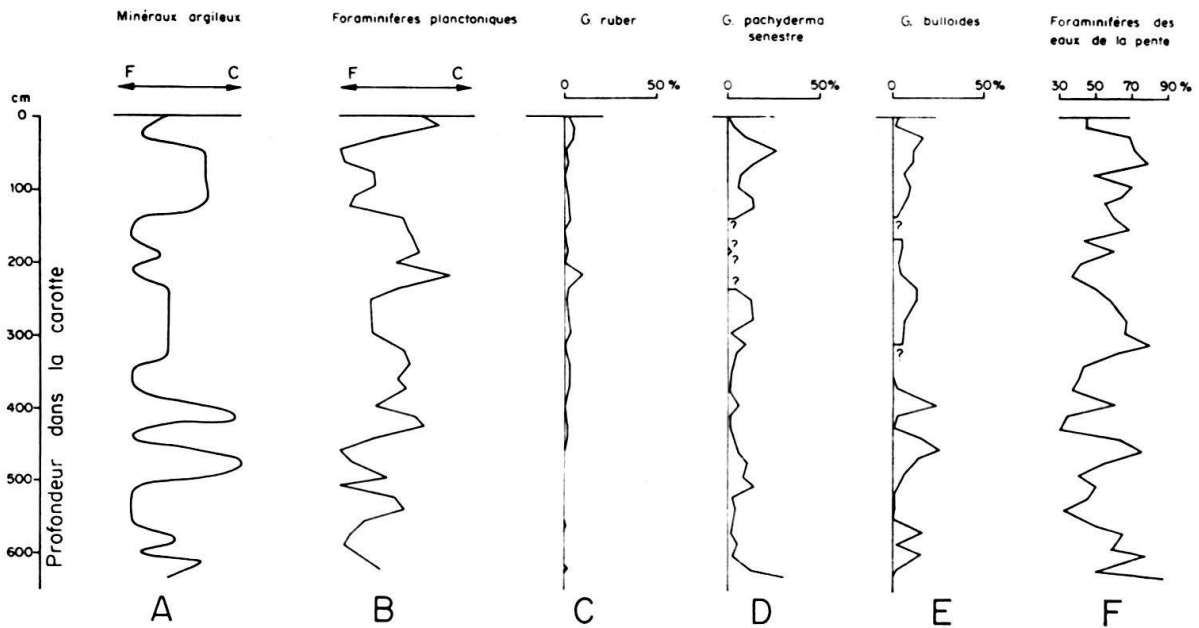 Minéraux argileux
Foraminifères planctoniques
G. ruber
G. pachyderma
senestre
G. bulloides
Foraminiféres des
eaux de la pente
F C
F C
0 50%
0 50%
0 50%
30 50 70 90%
cm
0
100
200
300
400
500
600
Profondeur dans la carotte
?
?
?
?
?
?
A B C D E F